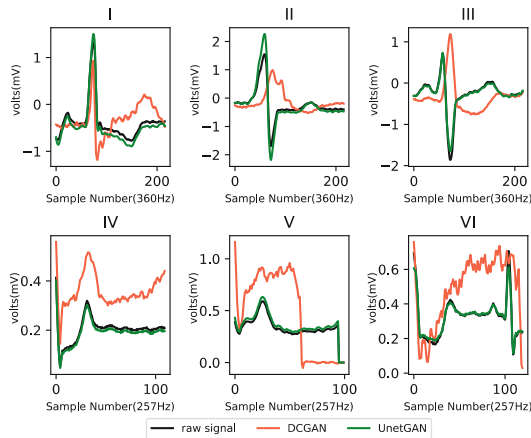 I
II
III
volts(mV)
1
0
−1
0
100
200
Sample Number(360Hz)
2
1
0
−1
−2
0
100
200
Sample Number(360Hz)
1
0
−1
−2
0
100
200
Sample Number(360Hz)
IV
V
VI
volts(mV)
0.4
0.2
0
100
Sample Number(257Hz)
volts(mV)
1.0
0.5
0.0
0
50
100
Sample Number(257Hz)
volts(mV)
0.8
0.6
0.4
0.2
0.0
0
50
100
Sample Number(257Hz)
raw signal
DCGAN
UnetGAN